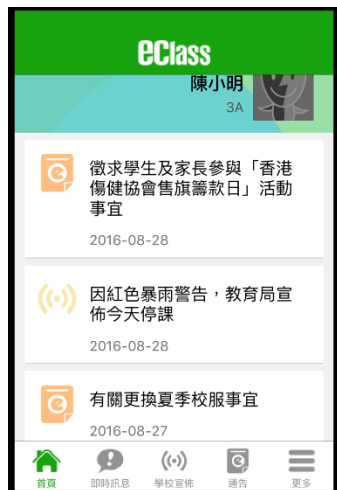 eClass
陳小明
3A
徵求學生及家長參與「香港
傷健協會售旗籌款日」活動
事宜
2016-08-28
因紅色暴雨警告，教育局宣
佈今天停課
2016-08-28
有關更換夏季校服事宜
2016-08-27
首頁 即時訊息 學校宣佈 通告 更多